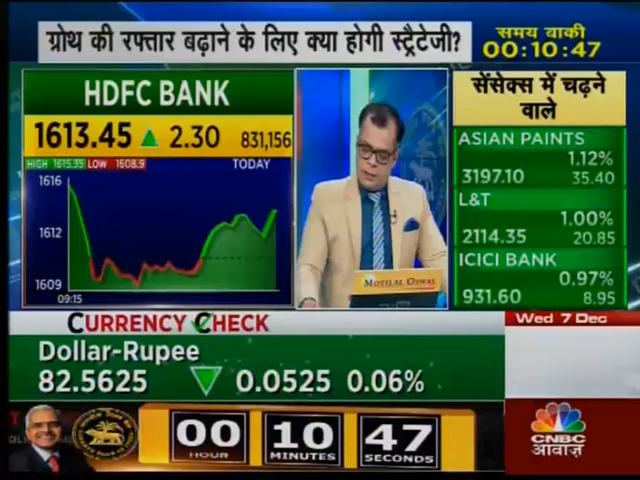 ग्रोथ की रफ्तार बढ़ाने के लिए क्या होगी स्ट्रैटेजी?
समय बाकी
00:10:47
HDFC BANK
1613.45 ▲ 2.30 831,156
HIGH 1615.35 LOW 1608.9 TODAY
1616
1612
1609
09:15
MOTILAL OSWAL
सेंसेक्स में चढ़ने
वाले
ASIAN PAINTS
1.12%
3197.10 35.40
L&T
1.00%
2114.35 20.85
ICICI BANK
0.97%
931.60 8.95
CURRENCY CHECK
Wed 7 Dec
Dollar-Rupee
82.5625 ▼ 0.0525 0.06%
00 10 47
HOUR MINUTES SECONDS
CNBC
आवाज़